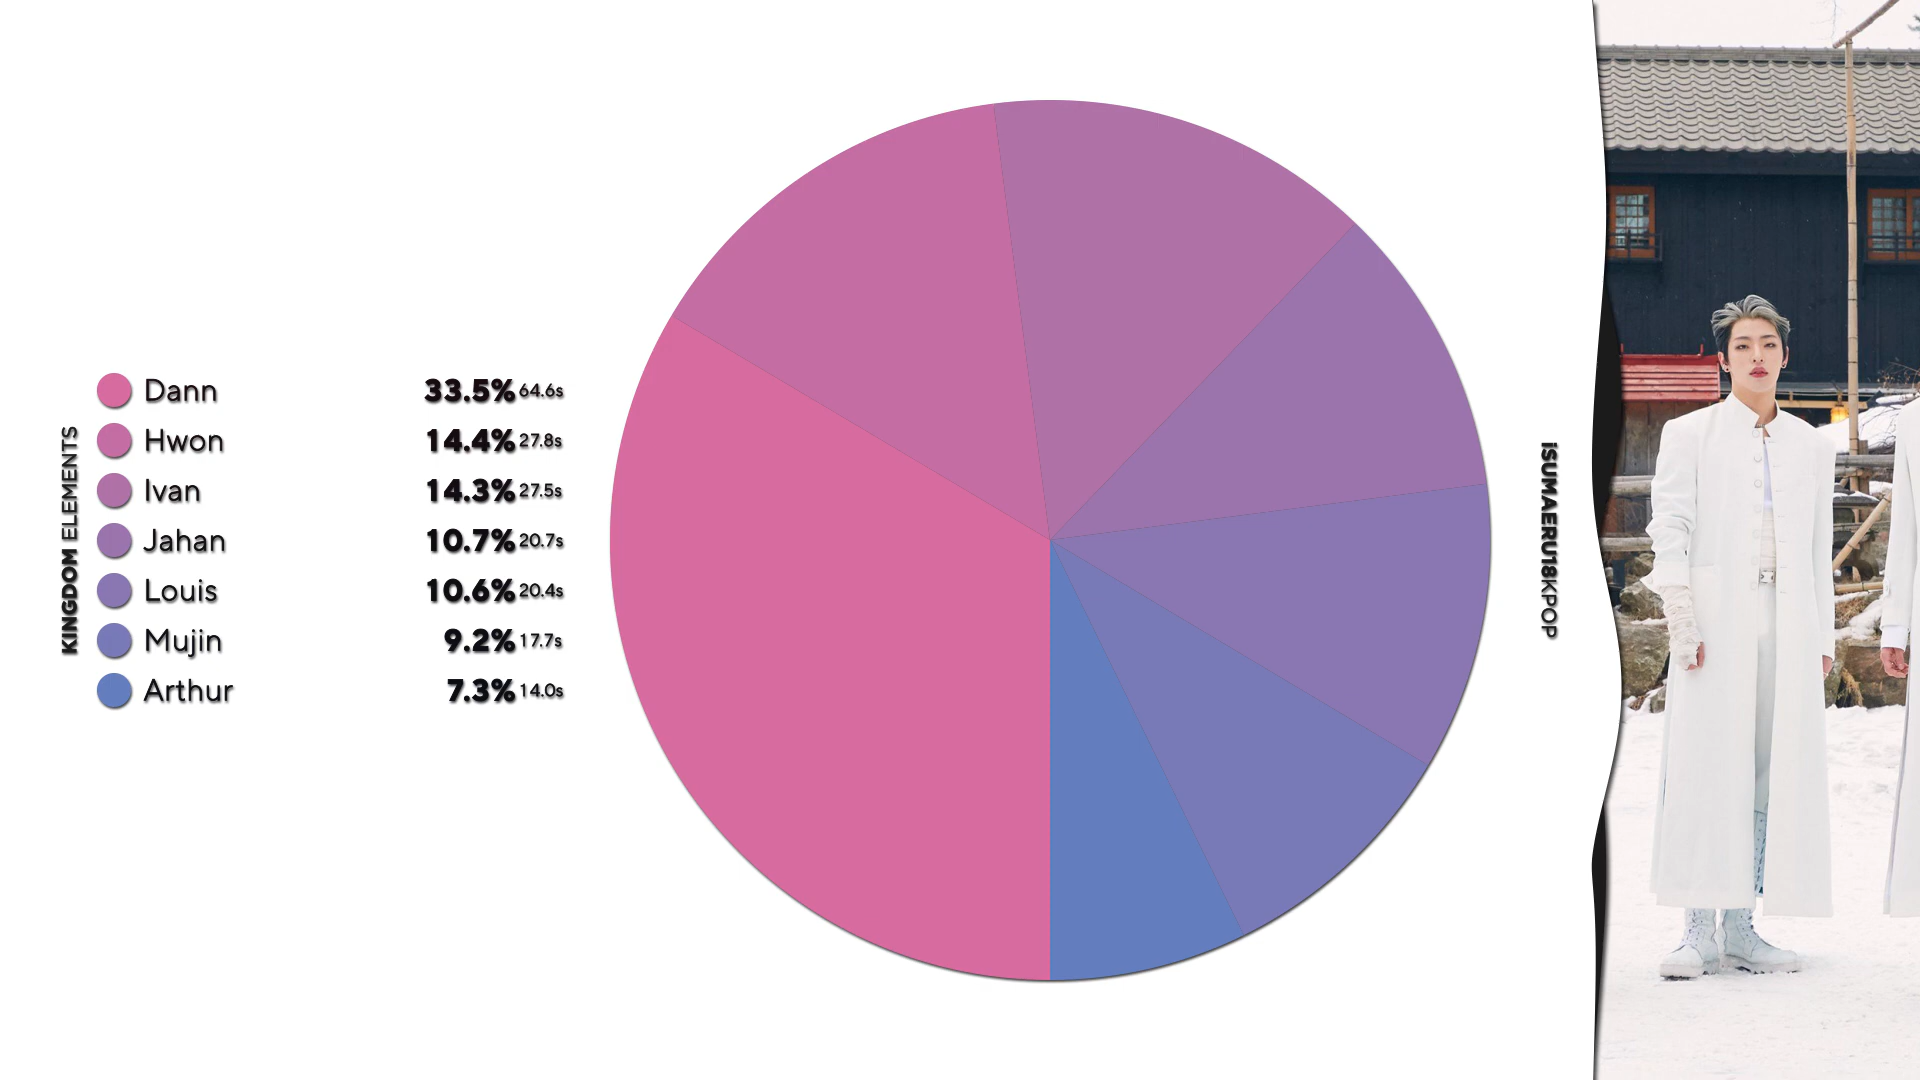 KINGDOM ELEMENTS
Dann 33.5% 64.6s
Hwon 14.4% 27.8s
Ivan 14.3% 27.5s
Jahan 10.7% 20.7s
Louis 10.6% 20.4s
Mujin 9.2% 17.7s
Arthur 7.3% 14.0s
ISUMAERU18KPOP